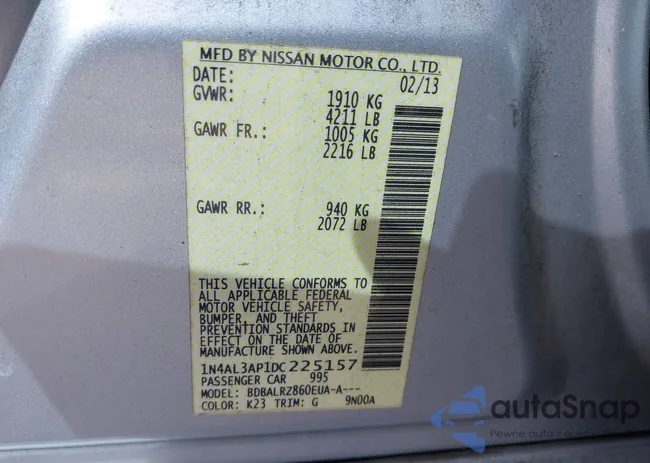 MFD BY NISSAN MOTOR CO., LTD.
DATE: 02/13
GVWR: 1910 KG
4211 LB
GAWR FR.: 1005 KG
2216 LB
GAWR RR.: 940 KG
2072 LB
THIS VEHICLE CONFORMS TO
ALL APPLICABLE FEDERAL
MOTOR VEHICLE SAFETY,
BUMPER, AND THEFT
PREVENTION STANDARDS IN
EFFECT ON THE DATE OF
MANUFACTURE SHOWN ABOVE.
1N4AL3AP1DC225157
PASSENGER CAR 995
MODEL: BDBALRZ860EUA-A---
COLOR: K23 TRIM: G 9N00A
autoSnap
Pewne auta z aukcji